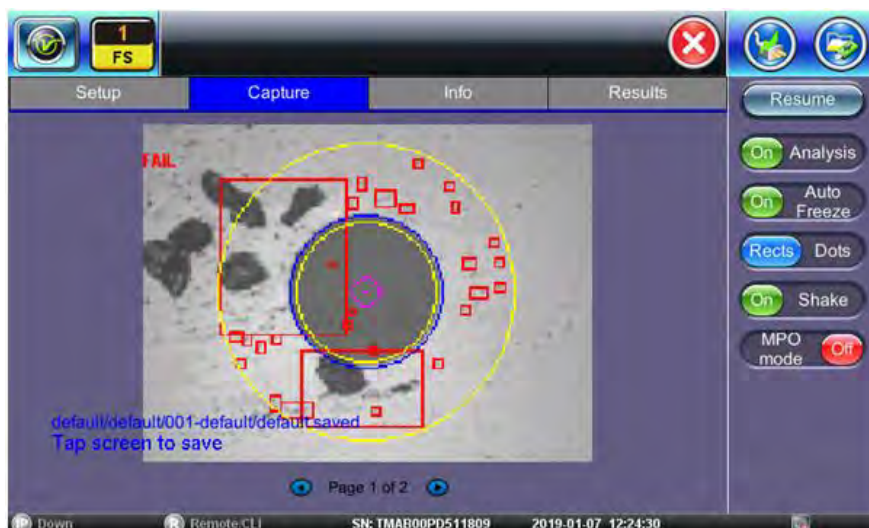 1
FS
Setup
Capture
Info
Results
Resume
FAIL
On Analysis
On Auto Freeze
Rects Dots
On Shake
MPO mode Off
default/default/001-default/default saved
Tap screen to save
Page 1 of 2
IP Down
R Remote:CLI
SN: TMAB00PD511809
2019-01-07 12:24:30